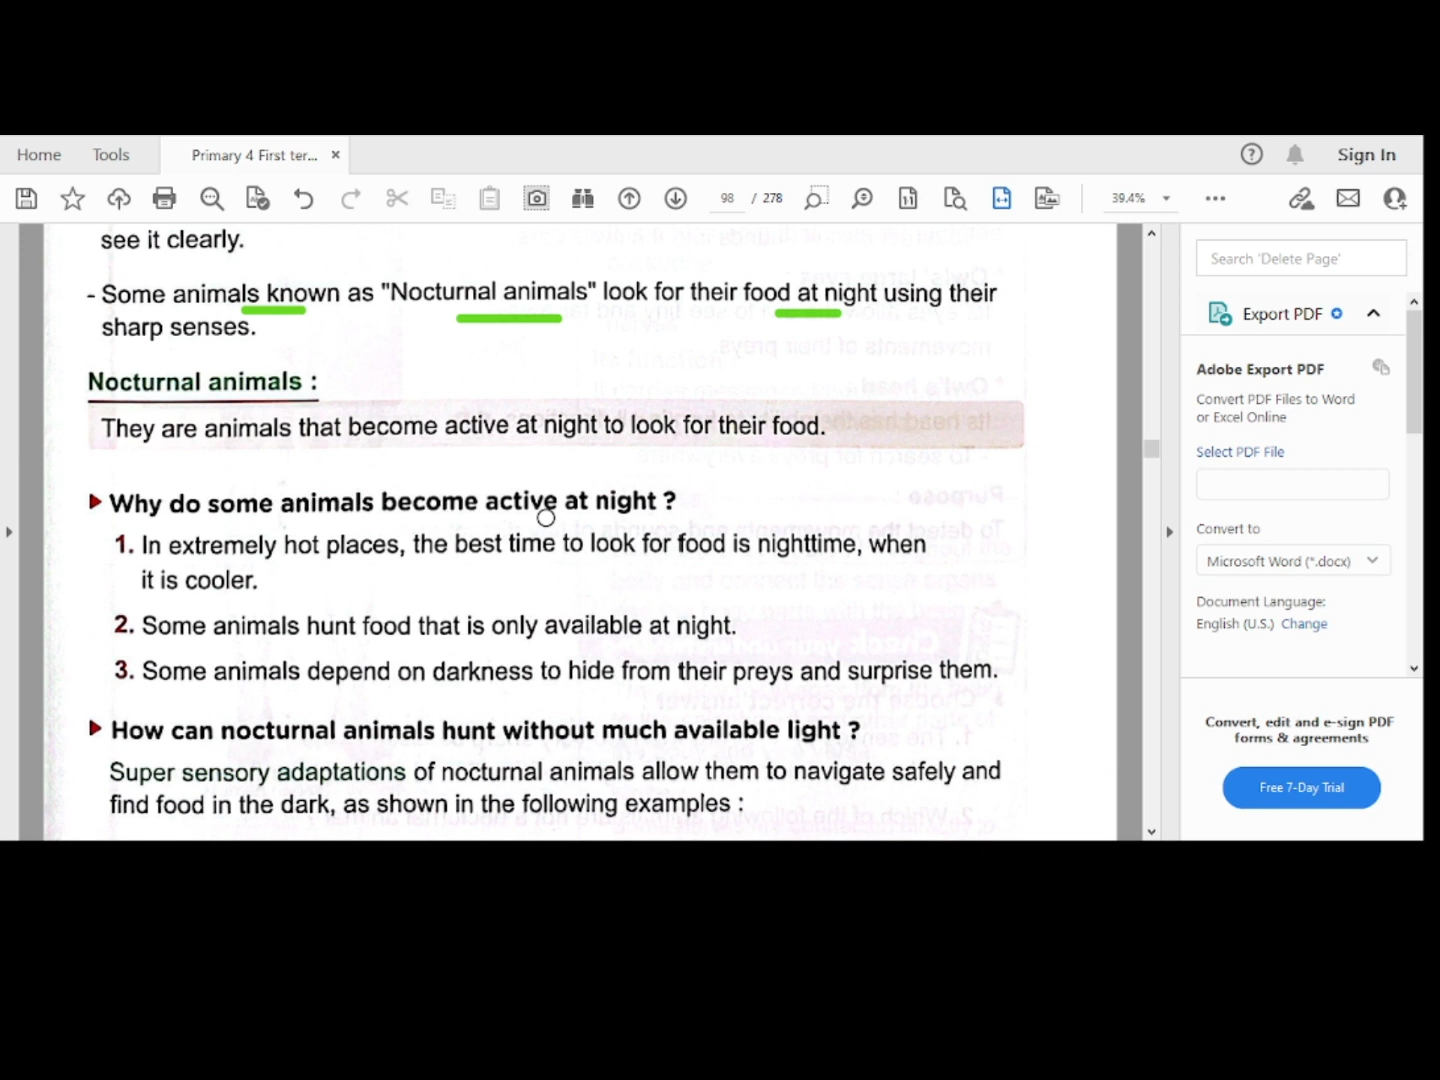 Home Tools Primary 4 First ter... × Sign In
98 / 278 39.4%
see it clearly.
- Some animals known as "Nocturnal animals" look for their food at night using their
sharp senses.
Nocturnal animals :
They are animals that become active at night to look for their food.
Why do some animals become active at night ?
1. In extremely hot places, the best time to look for food is nighttime, when
it is cooler.
2. Some animals hunt food that is only available at night.
3. Some animals depend on darkness to hide from their preys and surprise them.
How can nocturnal animals hunt without much available light ?
Super sensory adaptations of nocturnal animals allow them to navigate safely and
find food in the dark, as shown in the following examples :
Search 'Delete Page'
Export PDF
Adobe Export PDF
Convert PDF Files to Word
or Excel Online
Select PDF File
Convert to
Microsoft Word (*.docx)
Document Language:
English (U.S.) Change
Convert, edit and e-sign PDF
forms & agreements
Free 7-Day Trial